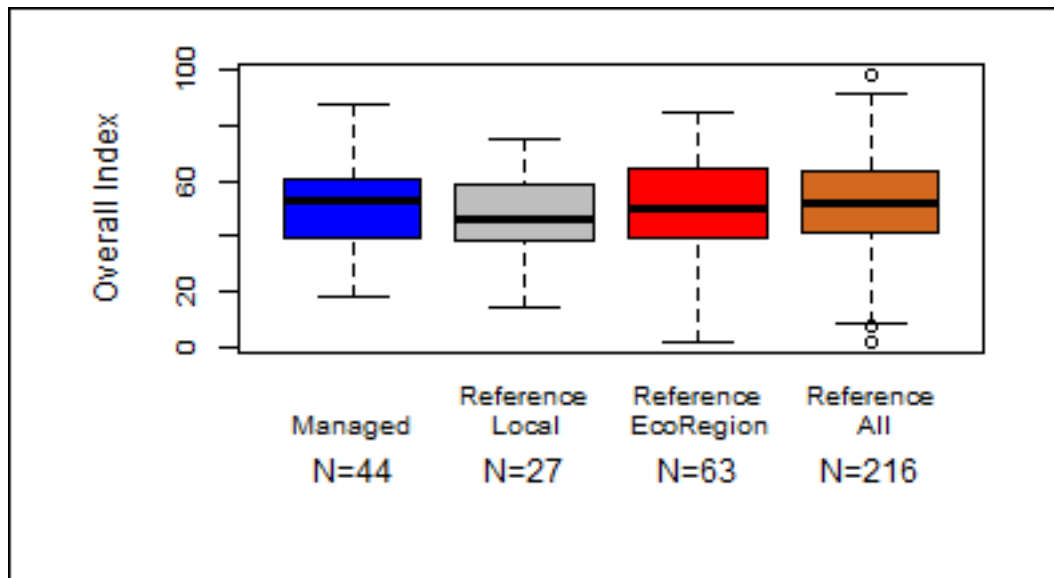 Overall Index
100
60
20
0
Reference Reference Reference
Managed Local EcoRegion All
N=44 N=27 N=63 N=216